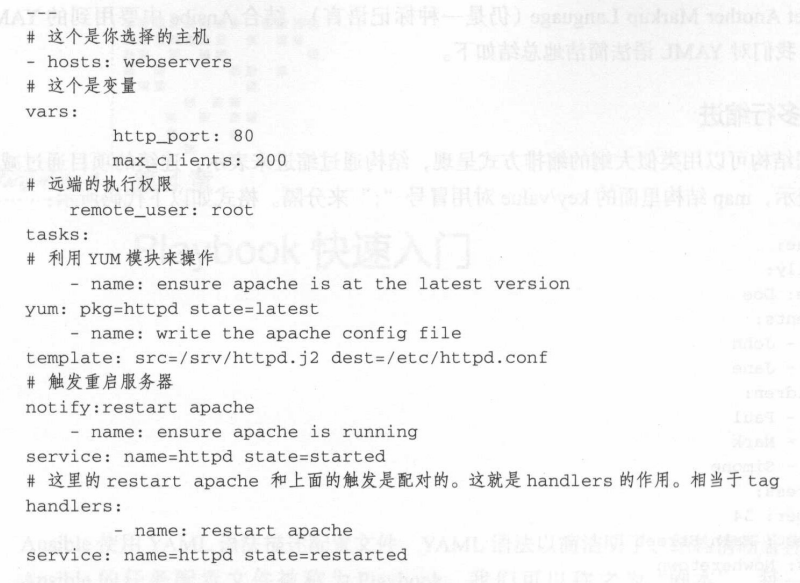 # 这个是你选择的主机
- hosts: webservers
# 这个是变量
vars:
        http_port: 80
        max_clients: 200
# 远端的执行权限
    remote_user: root
tasks:
# 利用 YUM 模块来操作
    - name: ensure apache is at the latest version
yum: pkg=httpd state=latest
    - name: write the apache config file
template: src=/srv/httpd.j2 dest=/etc/httpd.conf
# 触发重启服务器
notify:restart apache
    - name: ensure apache is running
service: name=httpd state=started
# 这里的 restart apache 和上面的触发是配对的。这就是 handlers 的作用。相当于 tag
handlers:
        - name: restart apache
service: name=httpd state=restarted